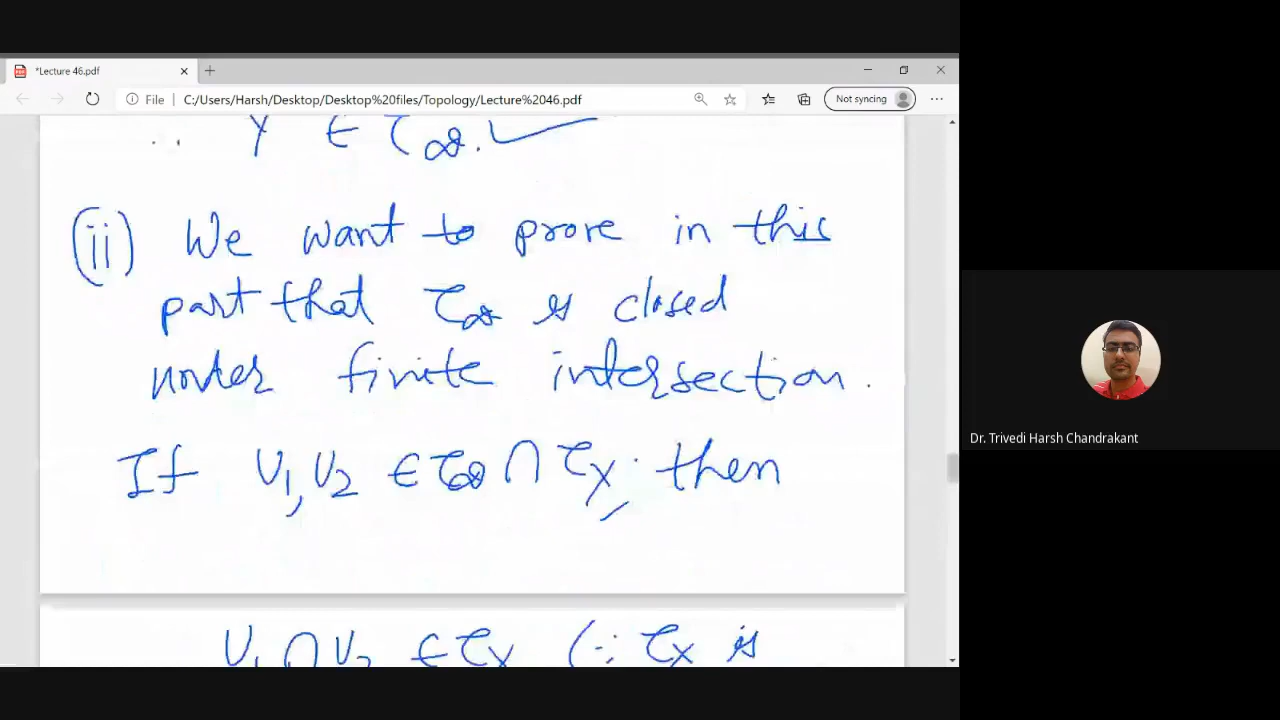 *Lecture 46.pdf
File | C:/Users/Harsh/Desktop/Desktop%20files/Topology/Lecture%2046.pdf
Not syncing
∴ Y ∈ τ∞.
(ii) We want to prove in this
part that τ∞ is closed
under finite intersection.
If U₁, U₂ ∈ τ∞ ∩ τX, then
U₁ ∩ U₂ ∈ τX (∵ τX is
Dr. Trivedi Harsh Chandrakant